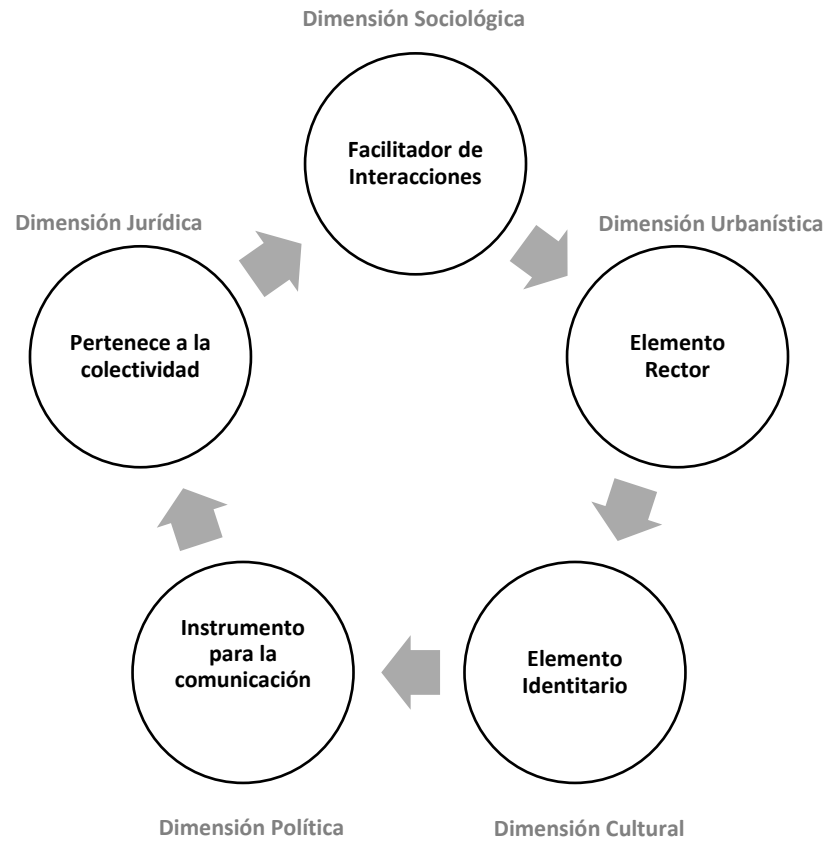 Dimensión Sociológica
Facilitador de
Interacciones
Dimensión Jurídica
Dimensión Urbanística
Pertenece a la
colectividad
Elemento
Rector
Instrumento
para la
comunicación
Elemento
Identitario
Dimensión Política
Dimensión Cultural